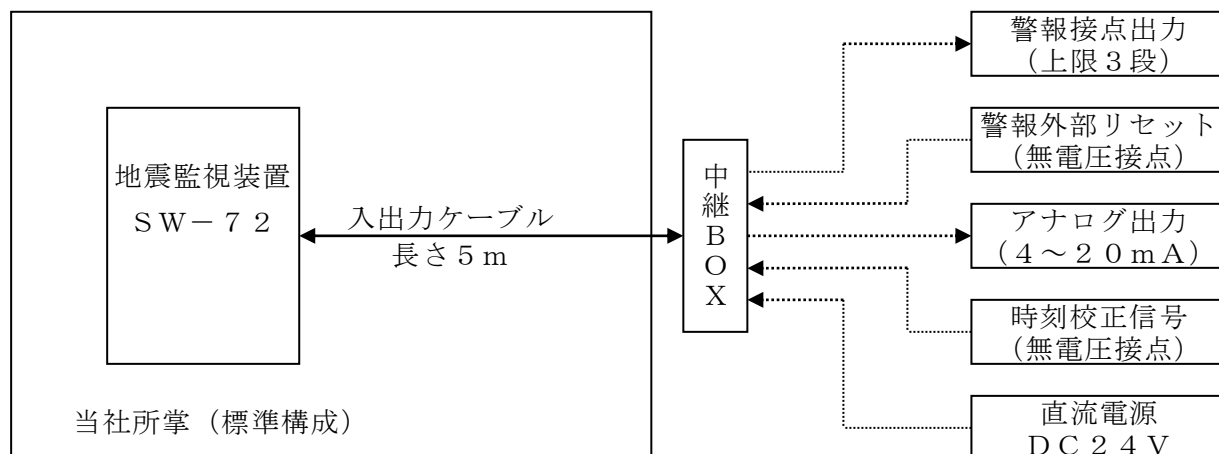 地震監視装置
ＳＷ－７２
入出力ケーブル
長さ５ｍ
当社所掌（標準構成）
中継ＢＯＸ
警報接点出力
（上限３段）
警報外部リセット
（無電圧接点）
アナログ出力
（４～２０ｍＡ）
時刻校正信号
（無電圧接点）
直流電源
ＤＣ２４Ｖ